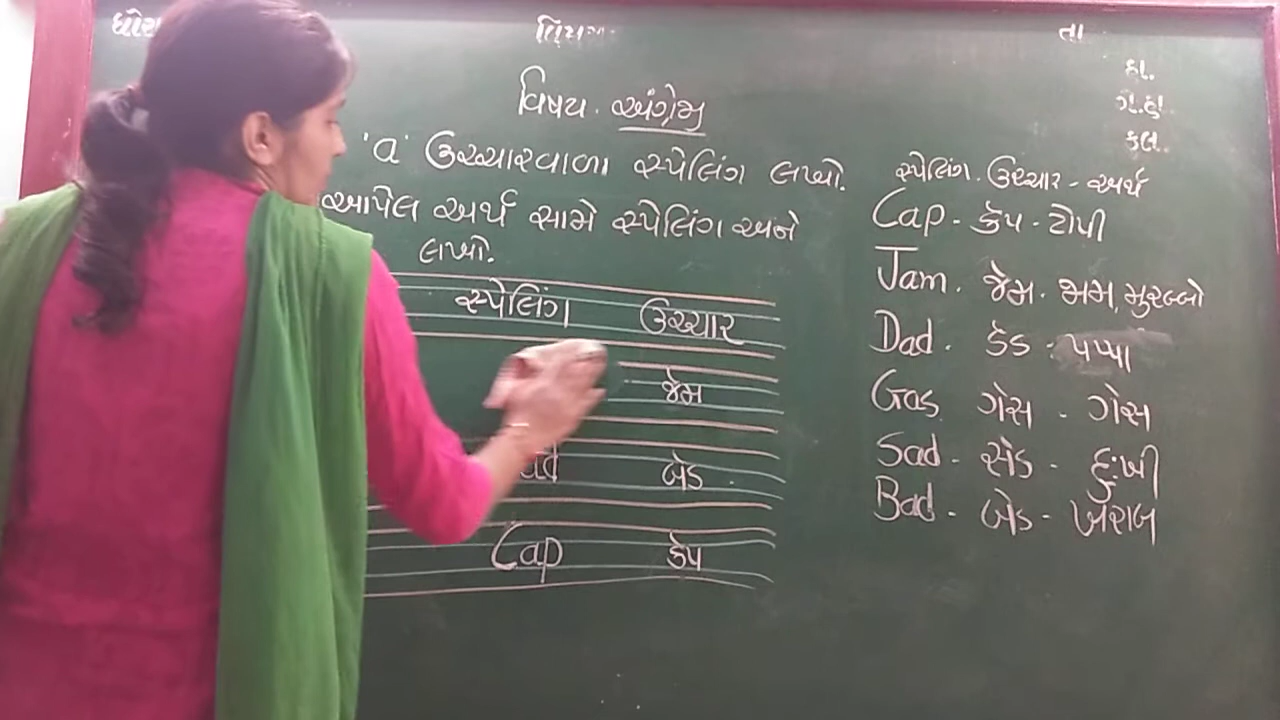 વિષય. અંગ્રેજી
'a' ઉચ્ચારવાળા સ્પેલિંગ લખો.
આપેલ અર્થ સામે સ્પેલિંગ અને
લખો.
સ્પેલિંગ ઉચ્ચાર
જેમ
બેડ
Cap કેપ
તા
હા.
ગે.હા.
કુલ.
સ્પેલિંગ. ઉચ્ચાર - અર્થ
Cap - કેપ - ટોપી
Jam. જેમ. જામ, મુરબ્બો
Dad. ડેડ - પપ્પા
Gas ગેસ - ગેસ
Sad - સેડ - દુઃખી
Bad - બેડ - ખરાબ